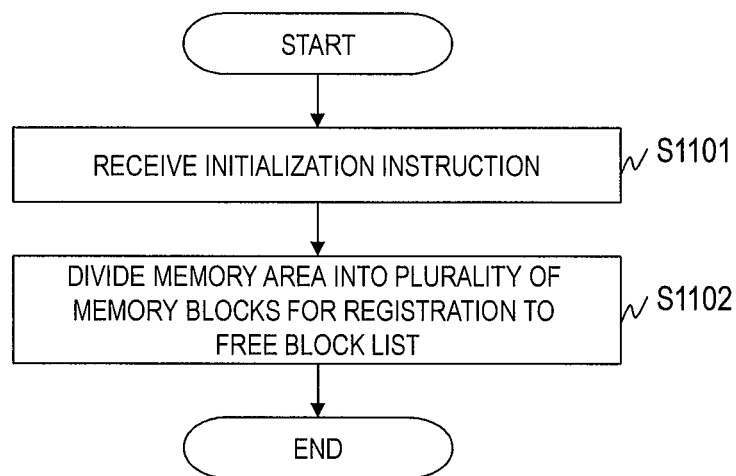 START
RECEIVE INITIALIZATION INSTRUCTION
S1101
DIVIDE MEMORY AREA INTO PLURALITY OF
MEMORY BLOCKS FOR REGISTRATION TO
FREE BLOCK LIST
S1102
END